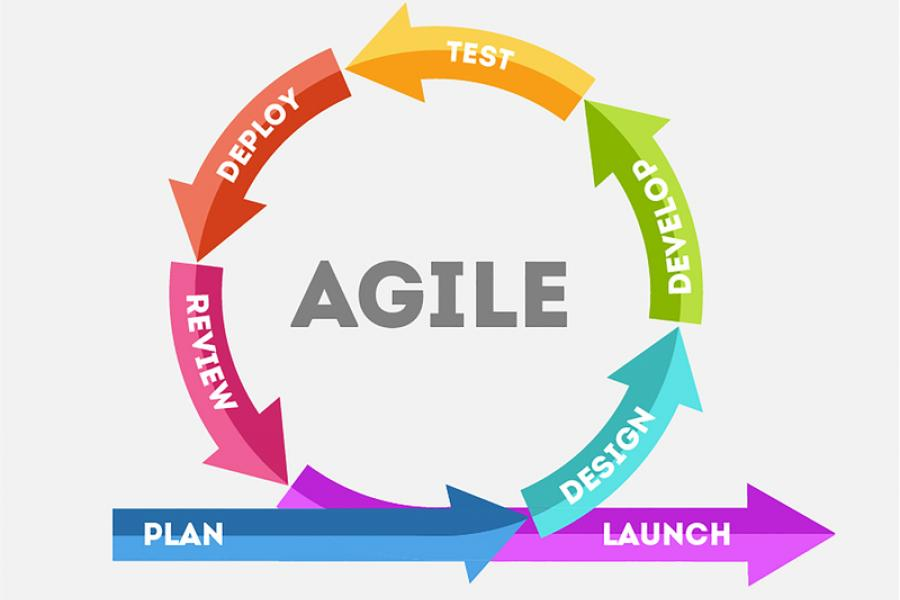 TEST
DEPLOY
DEVELOP
AGILE
REVIEW
DESIGN
PLAN
LAUNCH